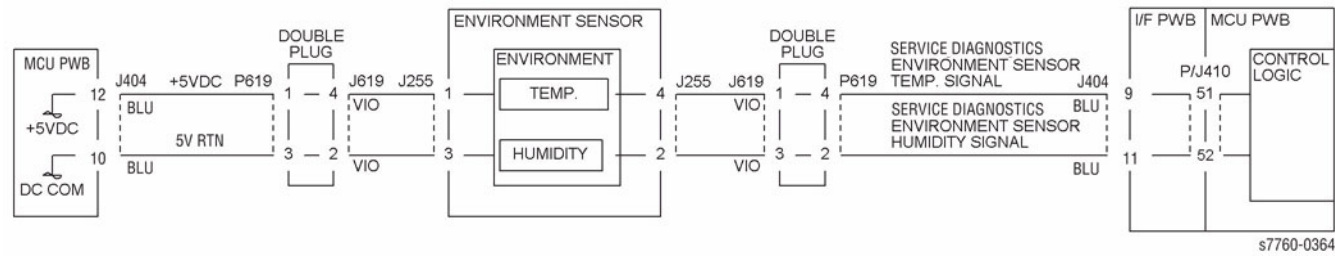 ENVIRONMENT SENSOR
I/F PWB
MCU PWB
DOUBLE
PLUG
DOUBLE
PLUG
SERVICE DIAGNOSTICS
ENVIRONMENT SENSOR
TEMP. SIGNAL
MCU PWB
ENVIRONMENT
CONTROL
LOGIC
J404
+5VDC
P619
J619
J255
J255
J619
P619
J404
P/J410
12
1
4
1
TEMP.
4
1
4
9
51
BLU
VIO
VIO
BLU
+5VDC
SERVICE DIAGNOSTICS
ENVIRONMENT SENSOR
HUMIDITY SIGNAL
5V RTN
10
3
2
3
HUMIDITY
2
3
2
11
52
BLU
VIO
VIO
BLU
DC COM
s7760-0364